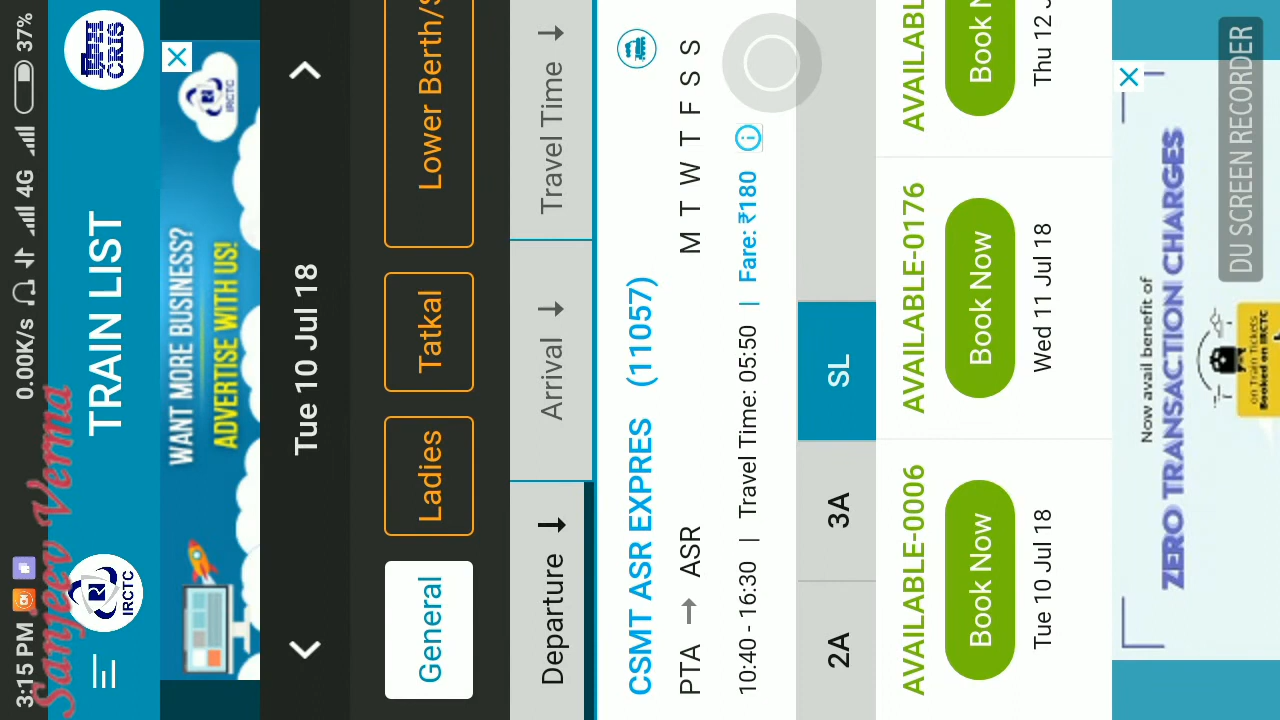 3:15 PM 0.00K/s 4G 37%
Sanjeev Verma
IRCTC
TRAIN LIST
CRIS
WANT MORE BUSINESS?
ADVERTISE WITH US!
IRCTC
Tue 10 Jul 18
General Ladies Tatkal Lower Berth/S
Departure Arrival Travel Time
CSMT ASR EXPRES (11057)
PTA → ASR M T W T F S S
10:40 - 16:30 | Travel Time: 05:50 | Fare: ₹180
2A 3A SL
AVAILABLE-0006 AVAILABLE-0176 AVAILABL
Book Now Book Now Book N
Tue 10 Jul 18 Wed 11 Jul 18 Thu 12 J
Now avail benefit of
ZERO TRANSACTION CHARGES
on Train Tickets
Booked on IRCTC
DU SCREEN RECORDER